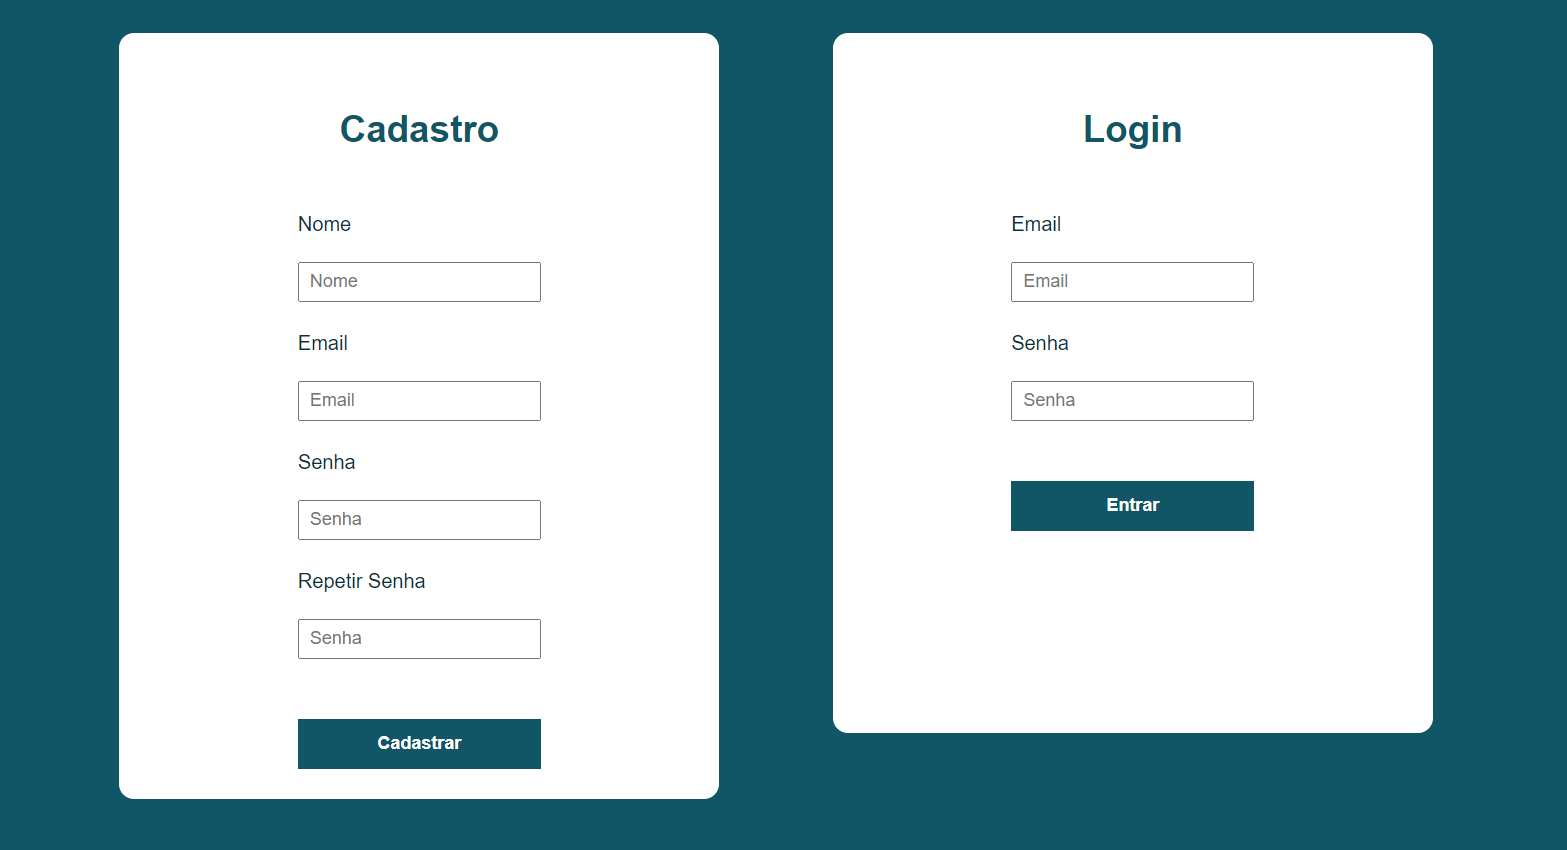 Cadastro
Nome
Nome
Email
Email
Senha
Senha
Repetir Senha
Senha
Cadastrar
Login
Email
Email
Senha
Senha
Entrar